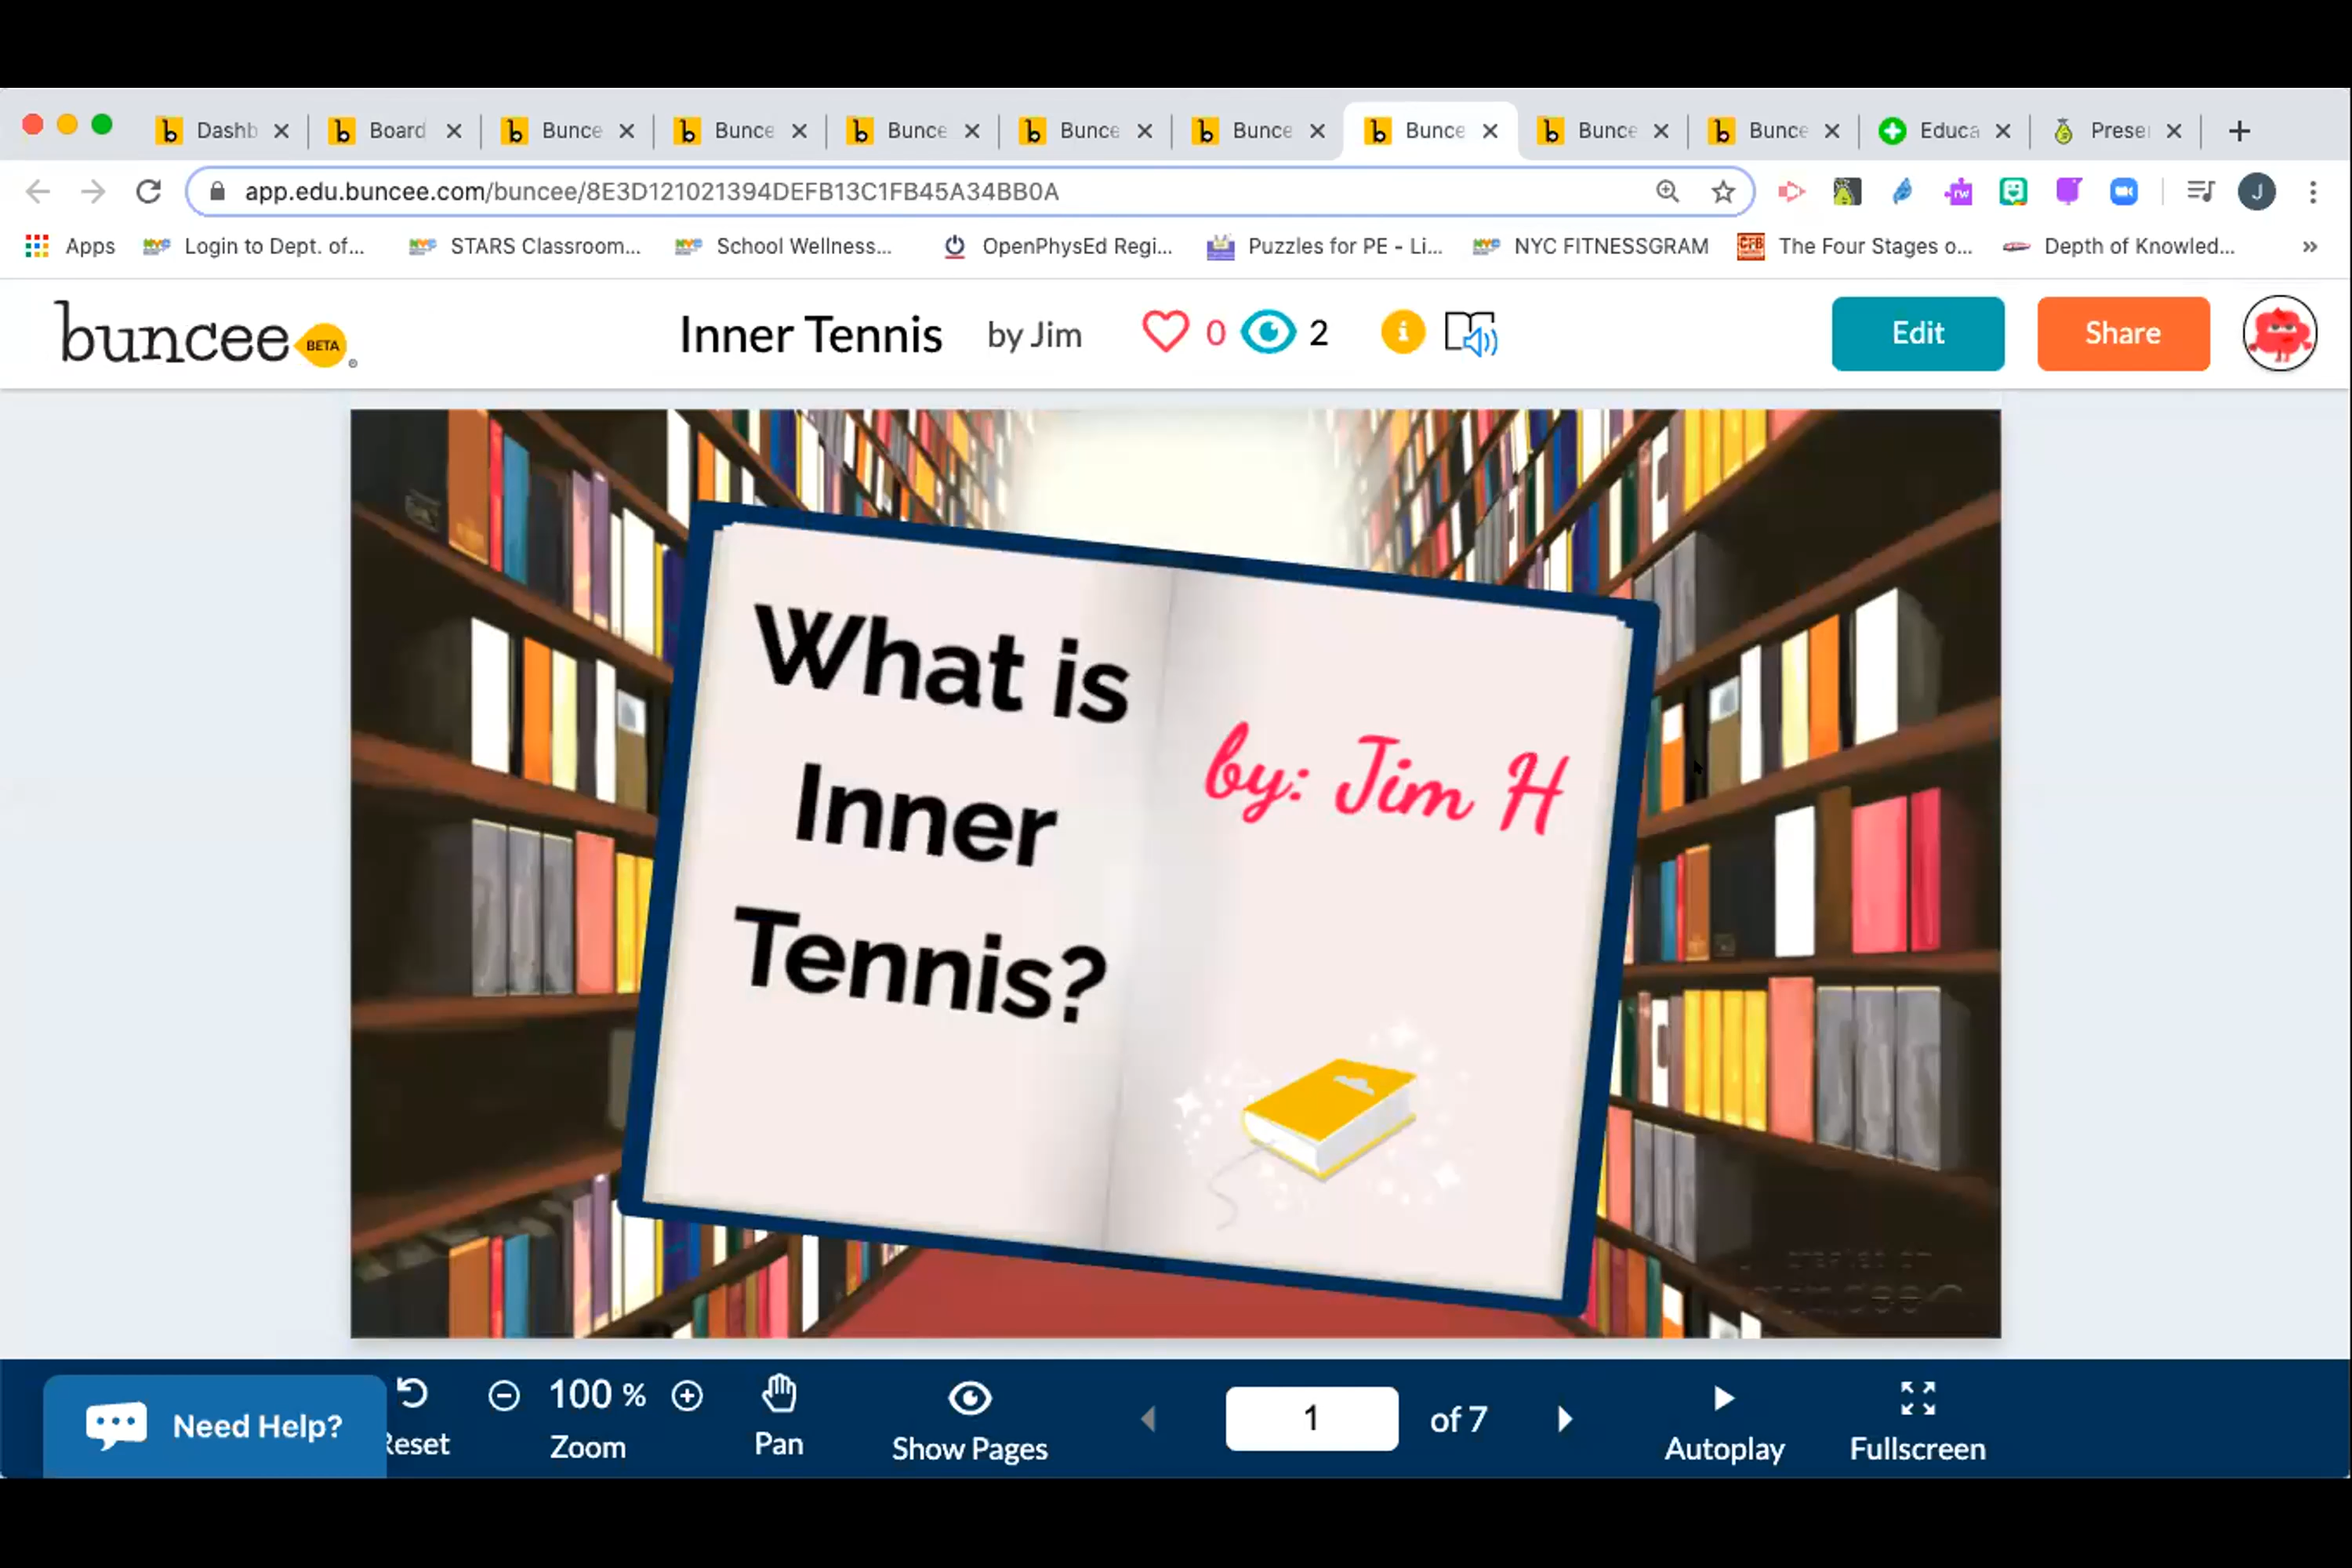 Dashb
Board
Bunce
Bunce
Bunce
Bunce
Bunce
Bunce
Bunce
Bunce
Educa
Prese
app.edu.buncee.com/buncee/8E3D121021394DEFB13C1FB45A34BB0A
J
Apps
Login to Dept. of...
STARS Classroom...
School Wellness...
OpenPhysEd Regi...
Puzzles for PE - Li...
NYC FITNESSGRAM
The Four Stages o...
Depth of Knowled...
buncee BETA
Inner Tennis by Jim
0
2
Edit
Share
What is
Inner
Tennis?
by: Jim H
Need Help?
Reset
100 %
Zoom
Pan
Show Pages
1 of 7
Autoplay
Fullscreen